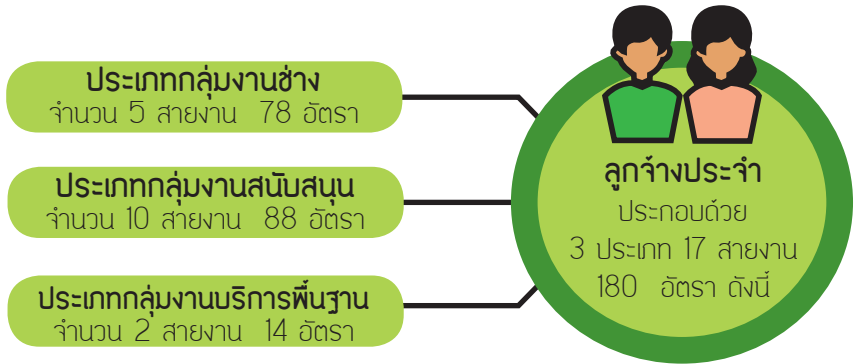 ประเภทกลุ่มงานช่าง
จำนวน 5 สายงาน 78 อัตรา
ประเภทกลุ่มงานสนับสนุน
จำนวน 10 สายงาน 88 อัตรา
ประเภทกลุ่มงานบริการพื้นฐาน
จำนวน 2 สายงาน 14 อัตรา
ลูกจ้างประจำ
ประกอบด้วย
3 ประเภท 17 สายงาน
180 อัตรา ดังนี้